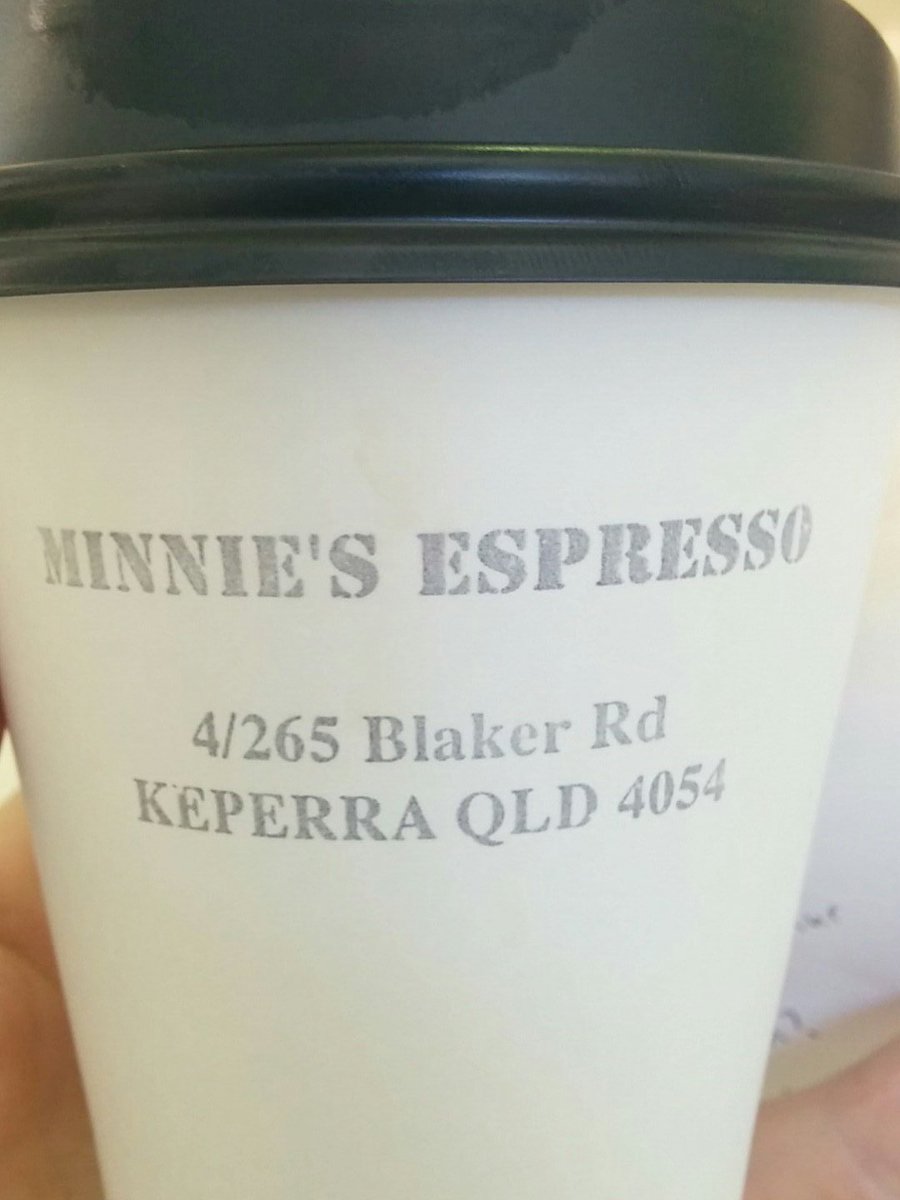 MINNIE'S ESPRESSO
4/265 Blaker Rd
KEPERRA QLD 4054